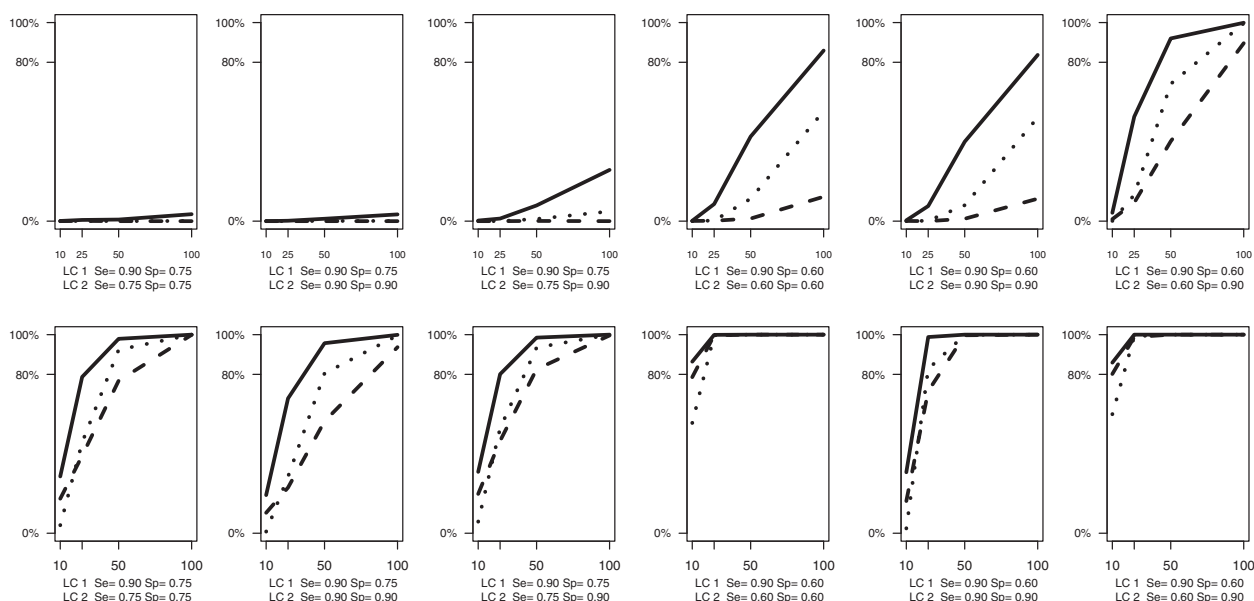 100% 100% 100% 100% 100% 100%
80% 80% 80% 80% 80% 80%
0% 0% 0% 0% 0% 0%
10 25 50 100 10 25 50 100 10 25 50 100 10 25 50 100 10 25 50 100 10 25 50 100
LC 1 Se= 0.90 Sp= 0.75 LC 1 Se= 0.90 Sp= 0.75 LC 1 Se= 0.90 Sp= 0.75 LC 1 Se= 0.90 Sp= 0.60 LC 1 Se= 0.90 Sp= 0.60 LC 1 Se= 0.90 Sp= 0.60
LC 2 Se= 0.75 Sp= 0.75 LC 2 Se= 0.90 Sp= 0.90 LC 2 Se= 0.75 Sp= 0.90 LC 2 Se= 0.60 Sp= 0.60 LC 2 Se= 0.90 Sp= 0.90 LC 2 Se= 0.60 Sp= 0.90
100% 100% 100% 100% 100% 100%
80% 80% 80% 80% 80% 80%
0% 0% 0% 0% 0% 0%
10 25 50 100 10 25 50 100 10 25 50 100 10 25 50 100 10 25 50 100 10 25 50 100
LC 1 Se= 0.90 Sp= 0.75 LC 1 Se= 0.90 Sp= 0.75 LC 1 Se= 0.90 Sp= 0.75 LC 1 Se= 0.90 Sp= 0.60 LC 1 Se= 0.90 Sp= 0.60 LC 1 Se= 0.90 Sp= 0.60
LC 2 Se= 0.75 Sp= 0.75 LC 2 Se= 0.90 Sp= 0.90 LC 2 Se= 0.75 Sp= 0.90 LC 2 Se= 0.60 Sp= 0.60 LC 2 Se= 0.90 Sp= 0.90 LC 2 Se= 0.60 Sp= 0.90